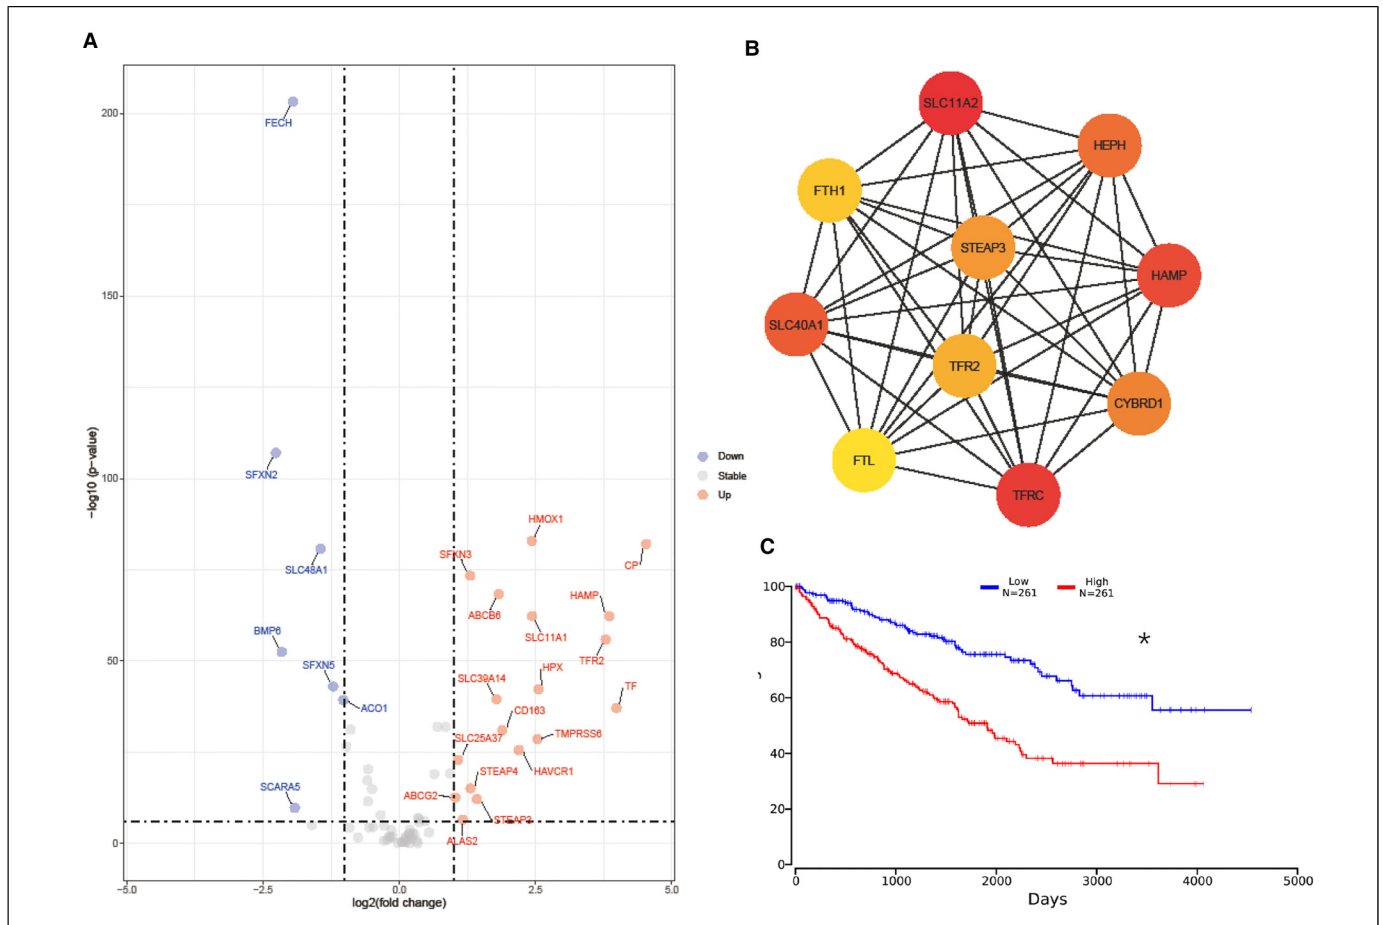 A
200
150
100
50
0
-5.0
-2.5
0.0
2.5
5.0
log2(fold change)
-log10 (p-value)
FECH
SFXN2
SLC48A1
BMP6
SFXN5
ACO1
SCARA5
HMOX1
CP
SFXN3
ABCB6
HAMP
SLC11A1
TFR2
HPX
SLC39A14
TF
CD163
TMPRSS6
SLC25A37
HAVCR1
STEAP4
ABCG2
STEAP3
ALAS2
Down
Stable
Up
B
SLC11A2
HEPH
FTH1
STEAP3
HAMP
SLC40A1
TFR2
CYBRD1
FTL
TFRC
C
Low
N=261
High
N=261
*
100
80
60
40
20
0
0
1000
2000
3000
4000
5000
Days